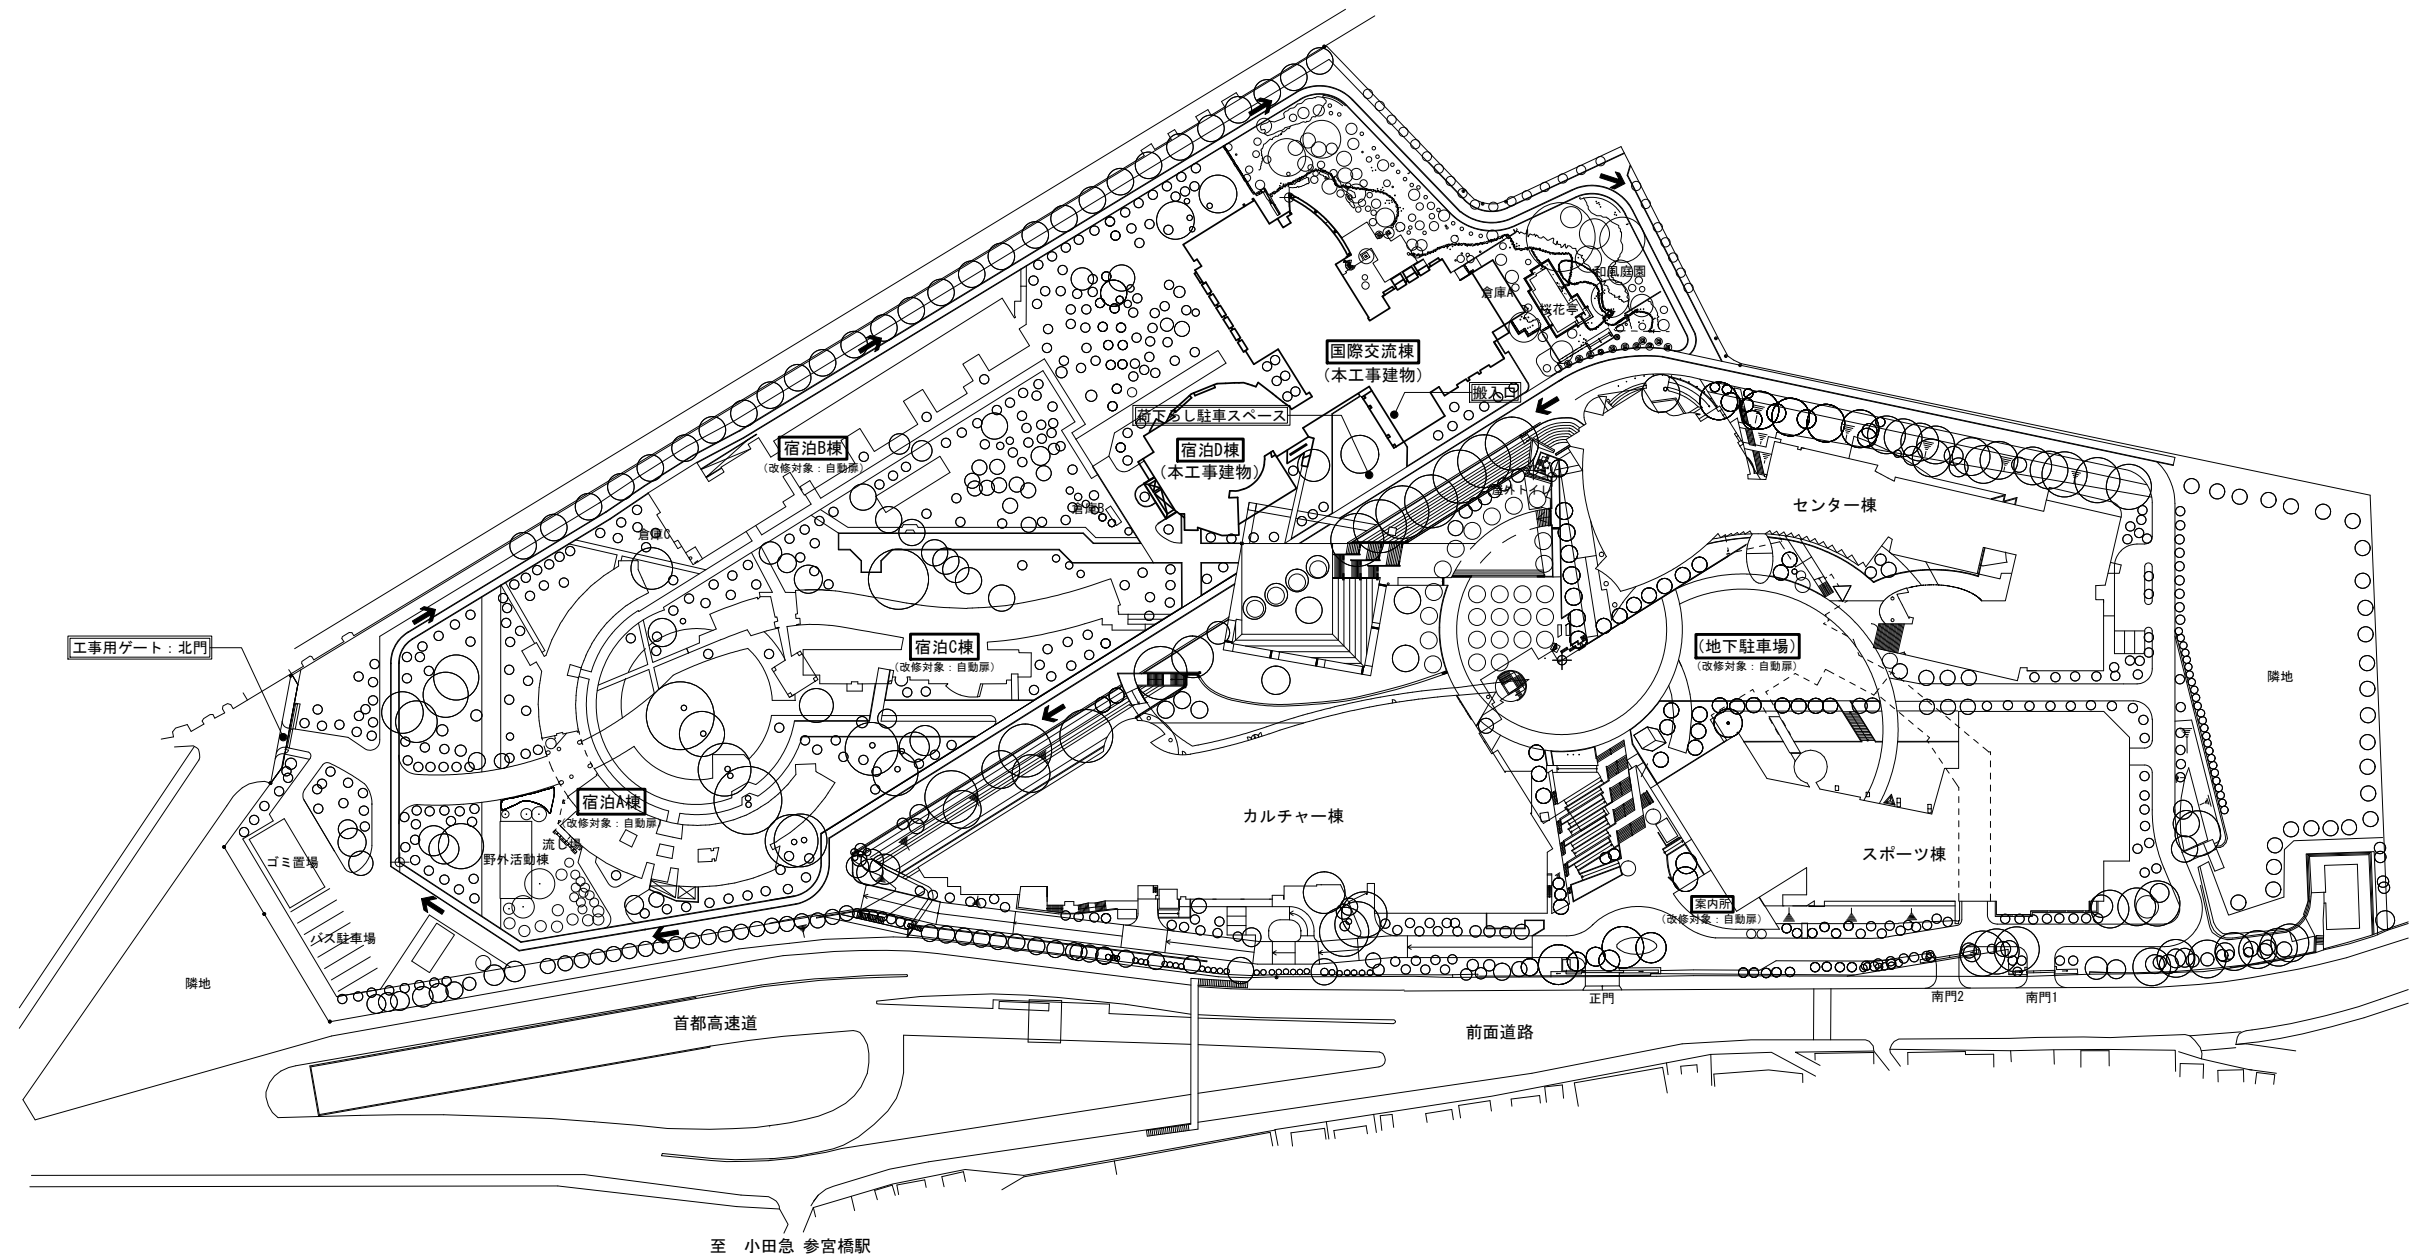 和風庭園
倉庫A
桜花亭
国際交流棟
(本工事建物)
搬入口
荷下ろし駐車スペース
宿泊B棟
(改修対象：自動扉)
宿泊D棟
(本工事建物)
屋外トイレ
センター棟
倉庫B
倉庫C
工事用ゲート：北門
宿泊C棟
(改修対象：自動扉)
(地下駐車場)
(改修対象：自動扉)
隣地
宿泊A棟
(改修対象：自動扉)
カルチャー棟
流し場
野外活動棟
ゴミ置場
スポーツ棟
案内所
(改修対象：自動扉)
バス駐車場
隣地
正門
南門2
南門1
首都高速道
前面道路
至　小田急 参宮橋駅